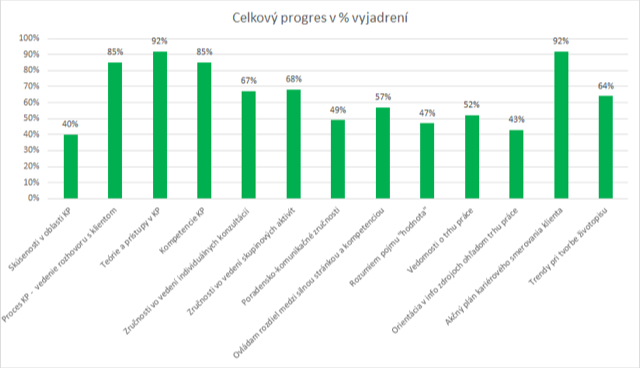 Celkový progres v % vyjadrení
100%
90%
80%
70%
60%
50%
40%
30%
20%
10%
0%
40%
85%
92%
85%
67%
68%
49%
57%
47%
52%
43%
92%
64%
Skúsenosti v oblasti KP
Proces KP - vedenie rozhovoru s klientom
Teórie a prístupy v KP
Kompetencie KP
Zručnosti vo vedení individuálnych konzultácií
Zručnosti vo vedení skupinových aktivít
Poradensko-komunikačné zručnosti
Ovládam rozdiel medzi silnou stránkou a kompetenciou
Rozumiem pojmu "hodnota"
Vedomosti o trhu práce
Orientácia v info zdrojoch ohľadom trhu práce
Akčný plán kariérového smerovania klienta
Trendy pri tvorbe životopisu